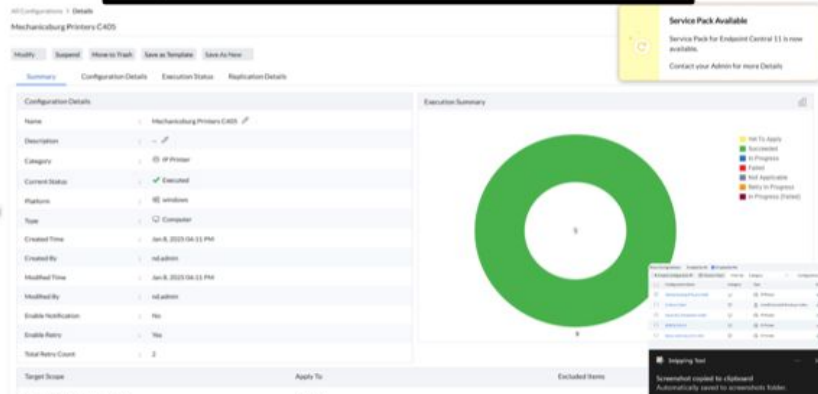 All Configurations > Details
Mechanicsburg Printers C405
Modify Suspend Move to Trash Save as Template Save As New
Summary Configuration Details Execution Status Replication Details
Service Pack Available
Service Pack for Endpoint Central 11 is now
available.
Contact your Admin for more Details
Configuration Details
Name : Mechanicsburg Printers C405
Description : --
Category : IP Printer
Current Status : Executed
Platform : windows
Type : Computer
Created Time : Jan 8, 2025 04:31 PM
Created By : nd.admin
Modified Time : Jan 8, 2025 04:31 PM
Modified By : nd.admin
Enable Notification : No
Enable Retry : Yes
Total Retry Count : 2
Execution Summary
Yet To Apply
Succeeded
In Progress
Failed
Not Applicable
Retry In Progress
In Progress (Failed)
Target Scope Apply To Excluded Items
Snipping Tool
Screenshot copied to clipboard
Automatically saved to screenshots folder.